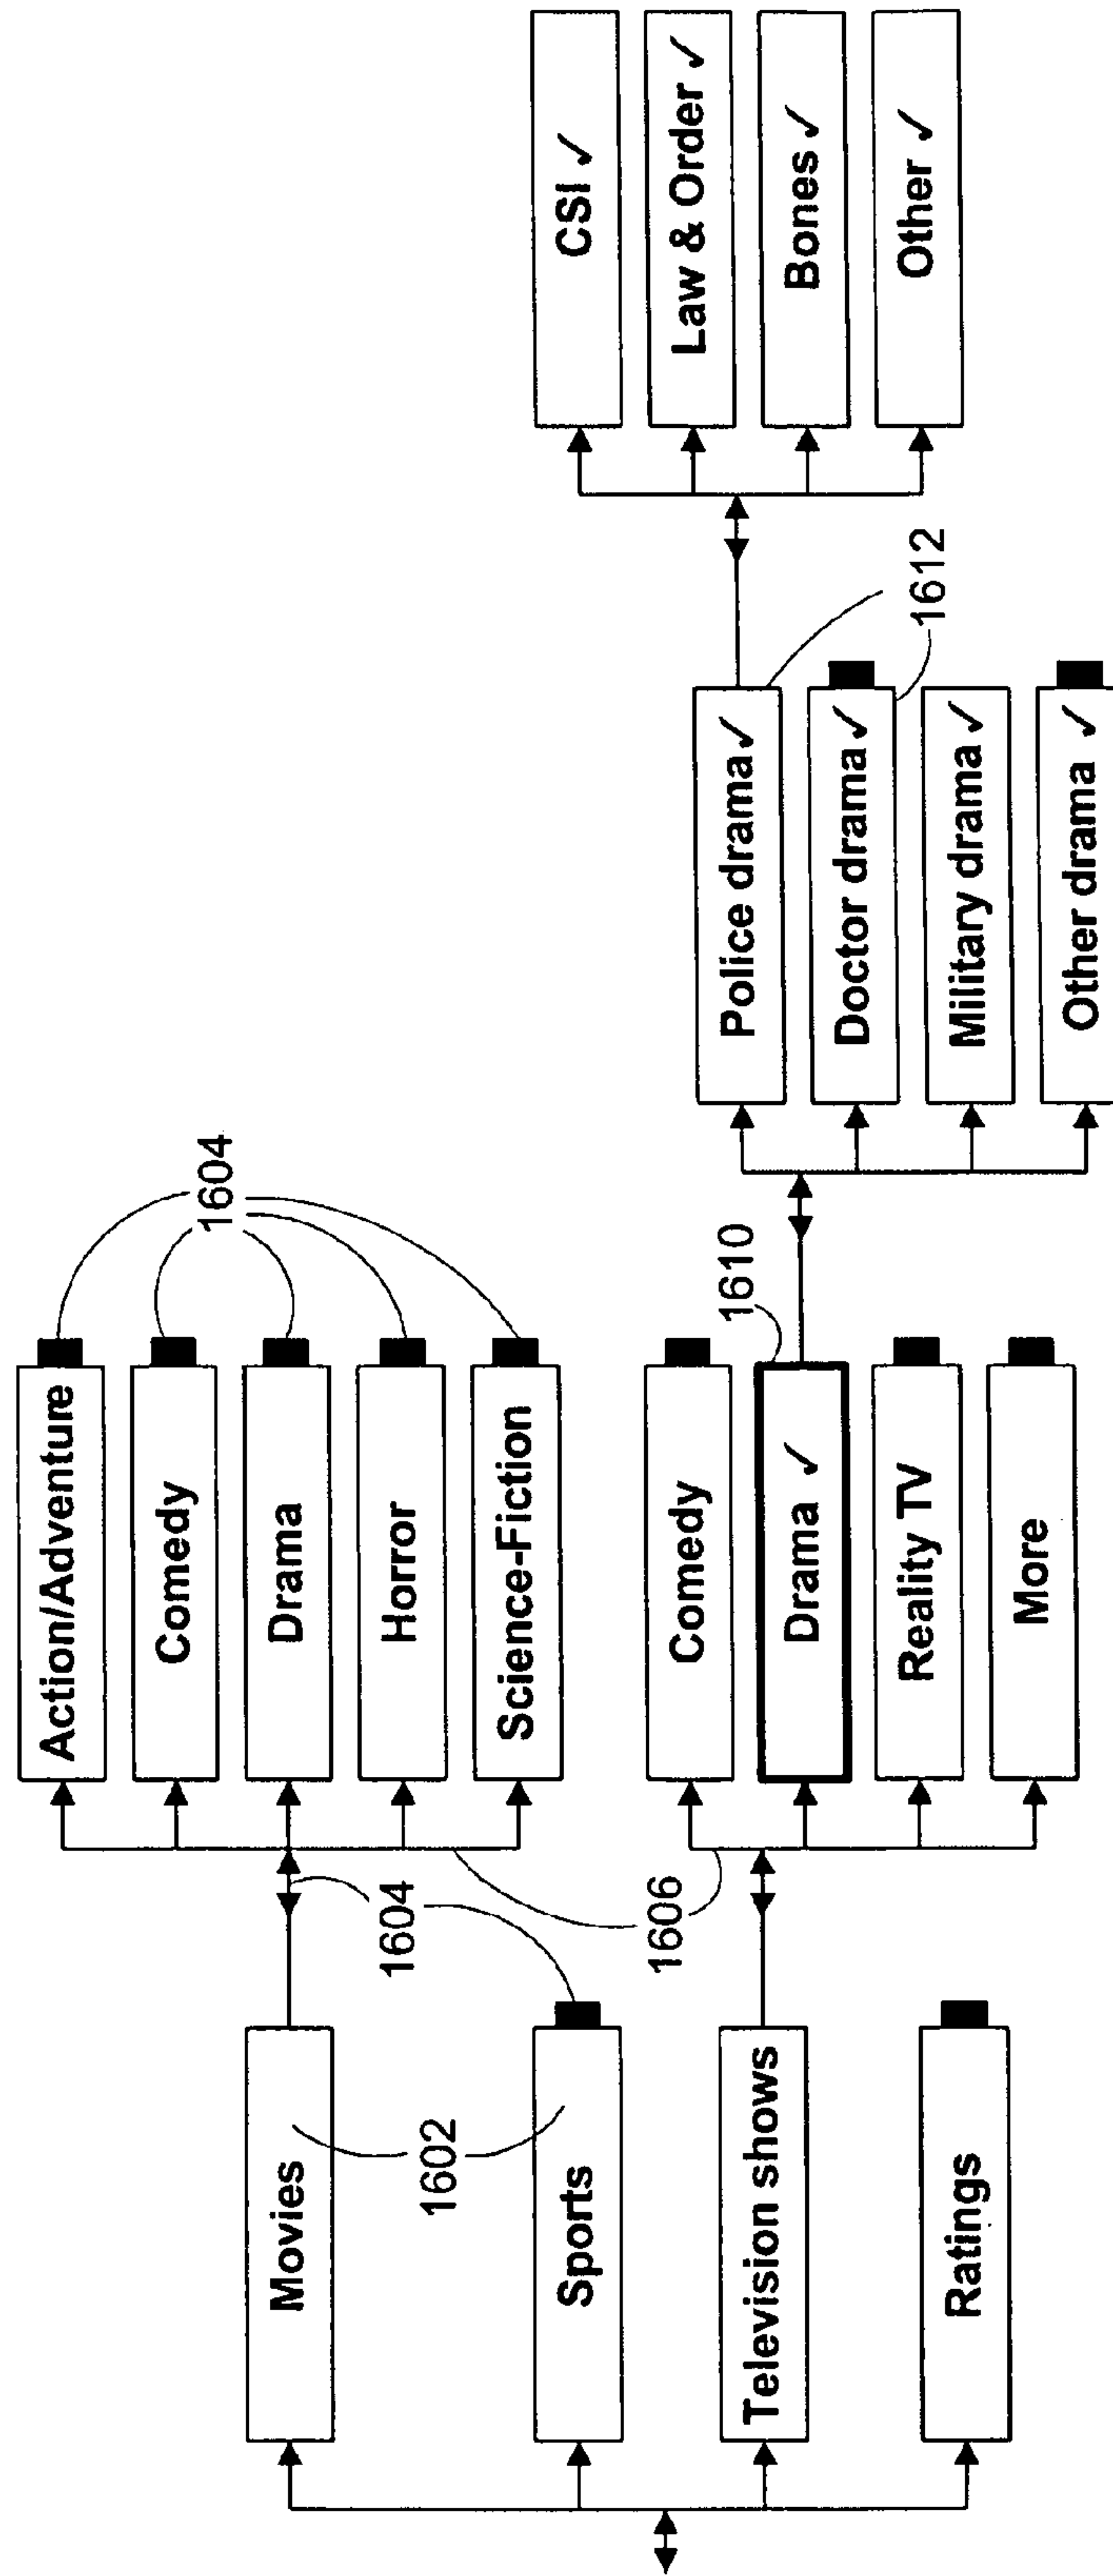 Movies
Sports
Television shows
Ratings
1602
1604
1606
Action/Adventure
Comedy
Drama
Horror
Science-Fiction
1604
Comedy
Drama ✓
Reality TV
More
1610
Police drama ✓
Doctor drama ✓
Military drama ✓
Other drama ✓
1612
CSI ✓
Law & Order ✓
Bones ✓
Other ✓